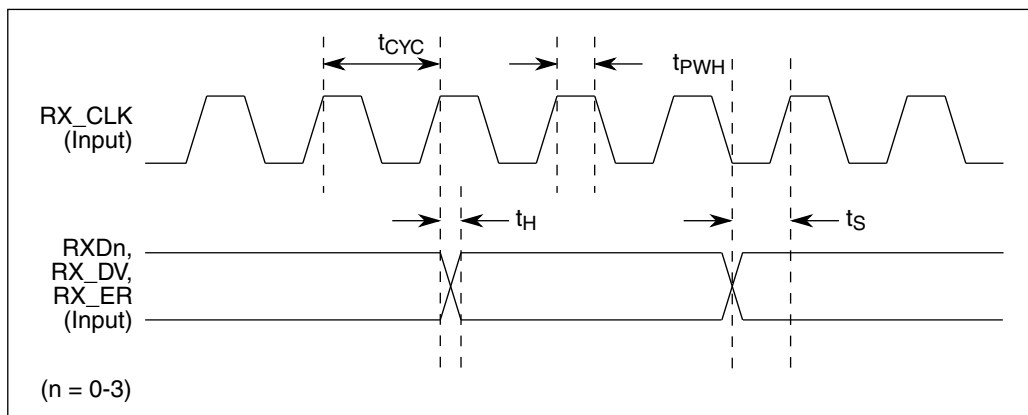 tCYC
tPWH
RX_CLK
(Input)
tH
tS
RXDn,
RX_DV,
RX_ER
(Input)
(n = 0-3)